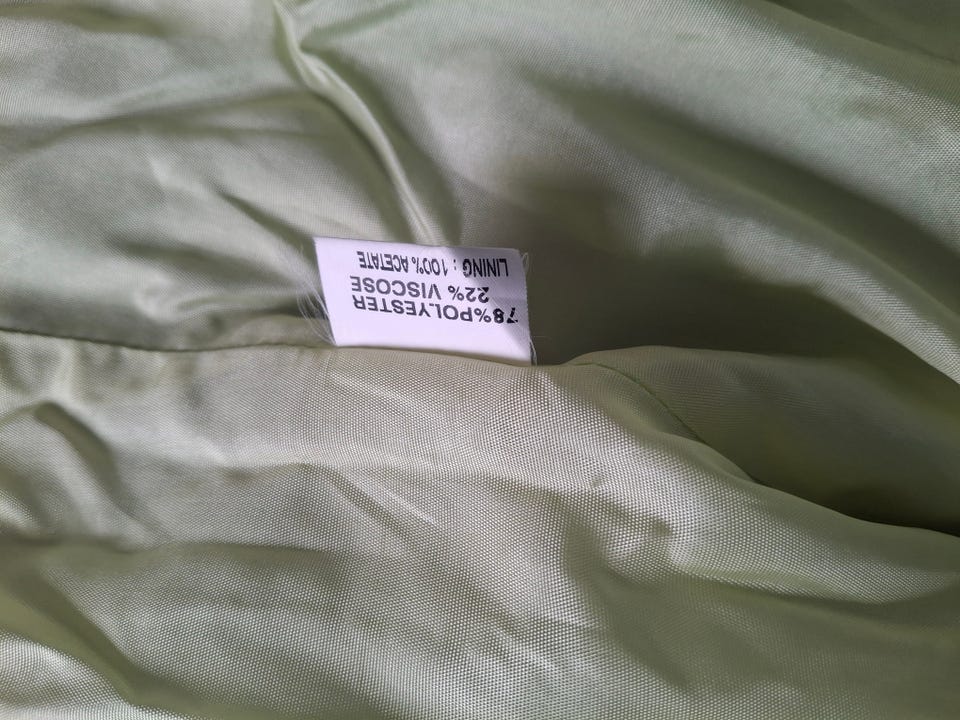 78%POLYESTER
22% VISCOSE
LINING : 100% ACETATE